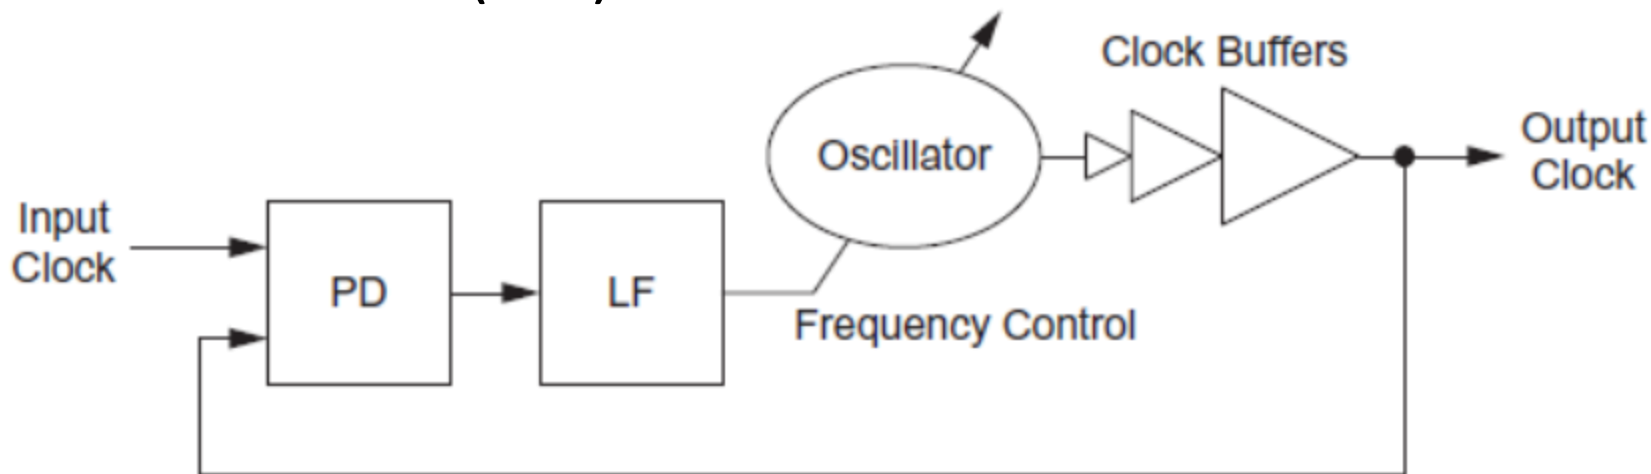 Clock Buffers
Oscillator
Output
Clock
Input
Clock
PD
LF
Frequency Control